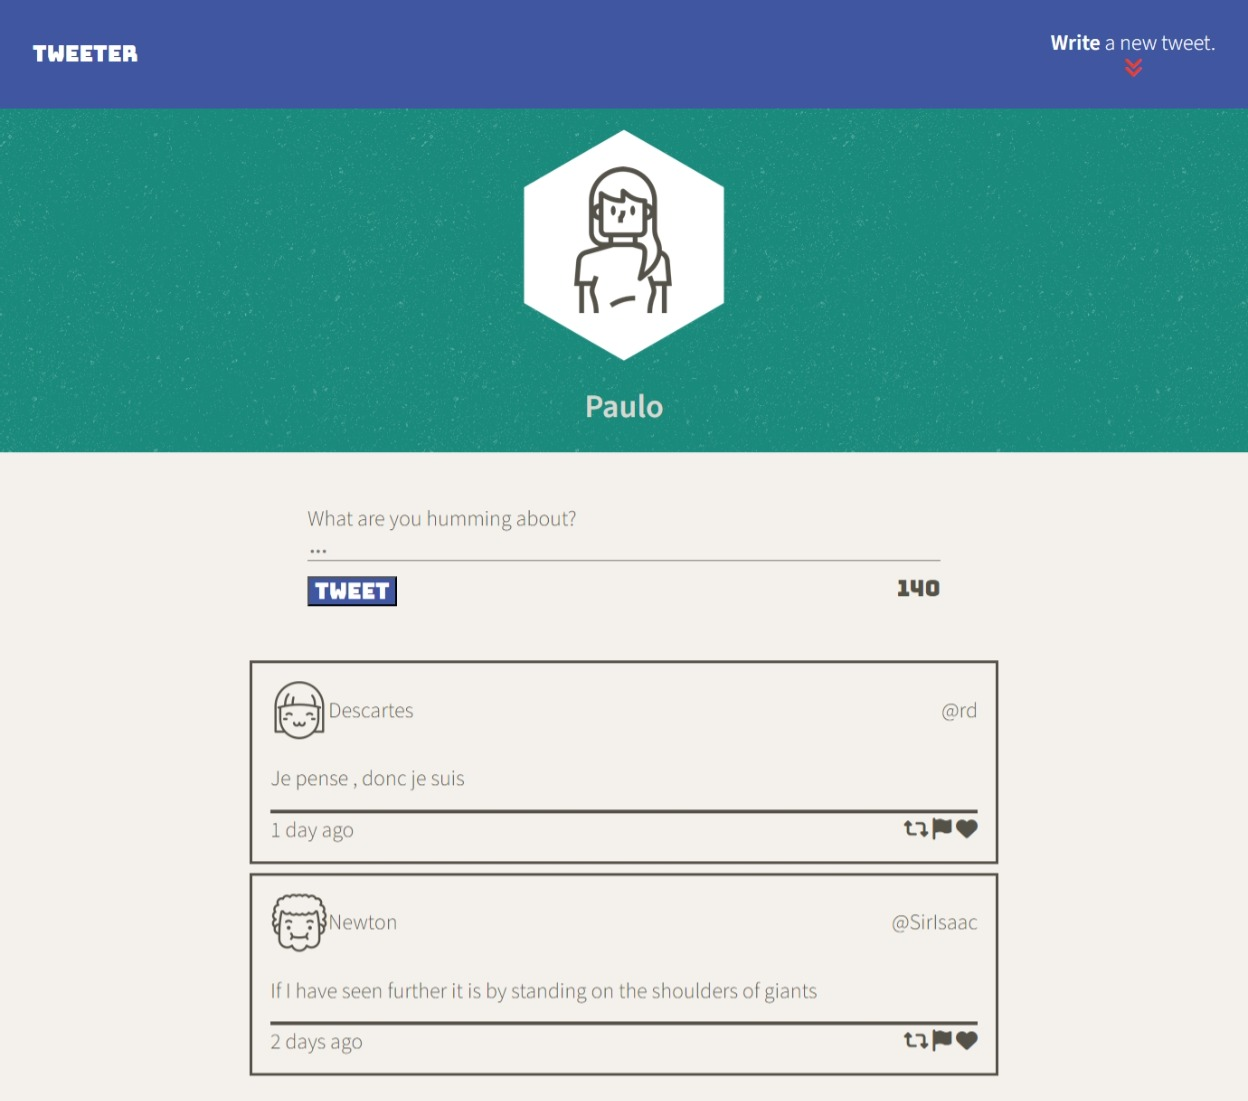 TWEETER
Write a new tweet.
Paulo
What are you humming about?
...
TWEET 140
Descartes @rd
Je pense , donc je suis
1 day ago
Newton @SirIsaac
If I have seen further it is by standing on the shoulders of giants
2 days ago